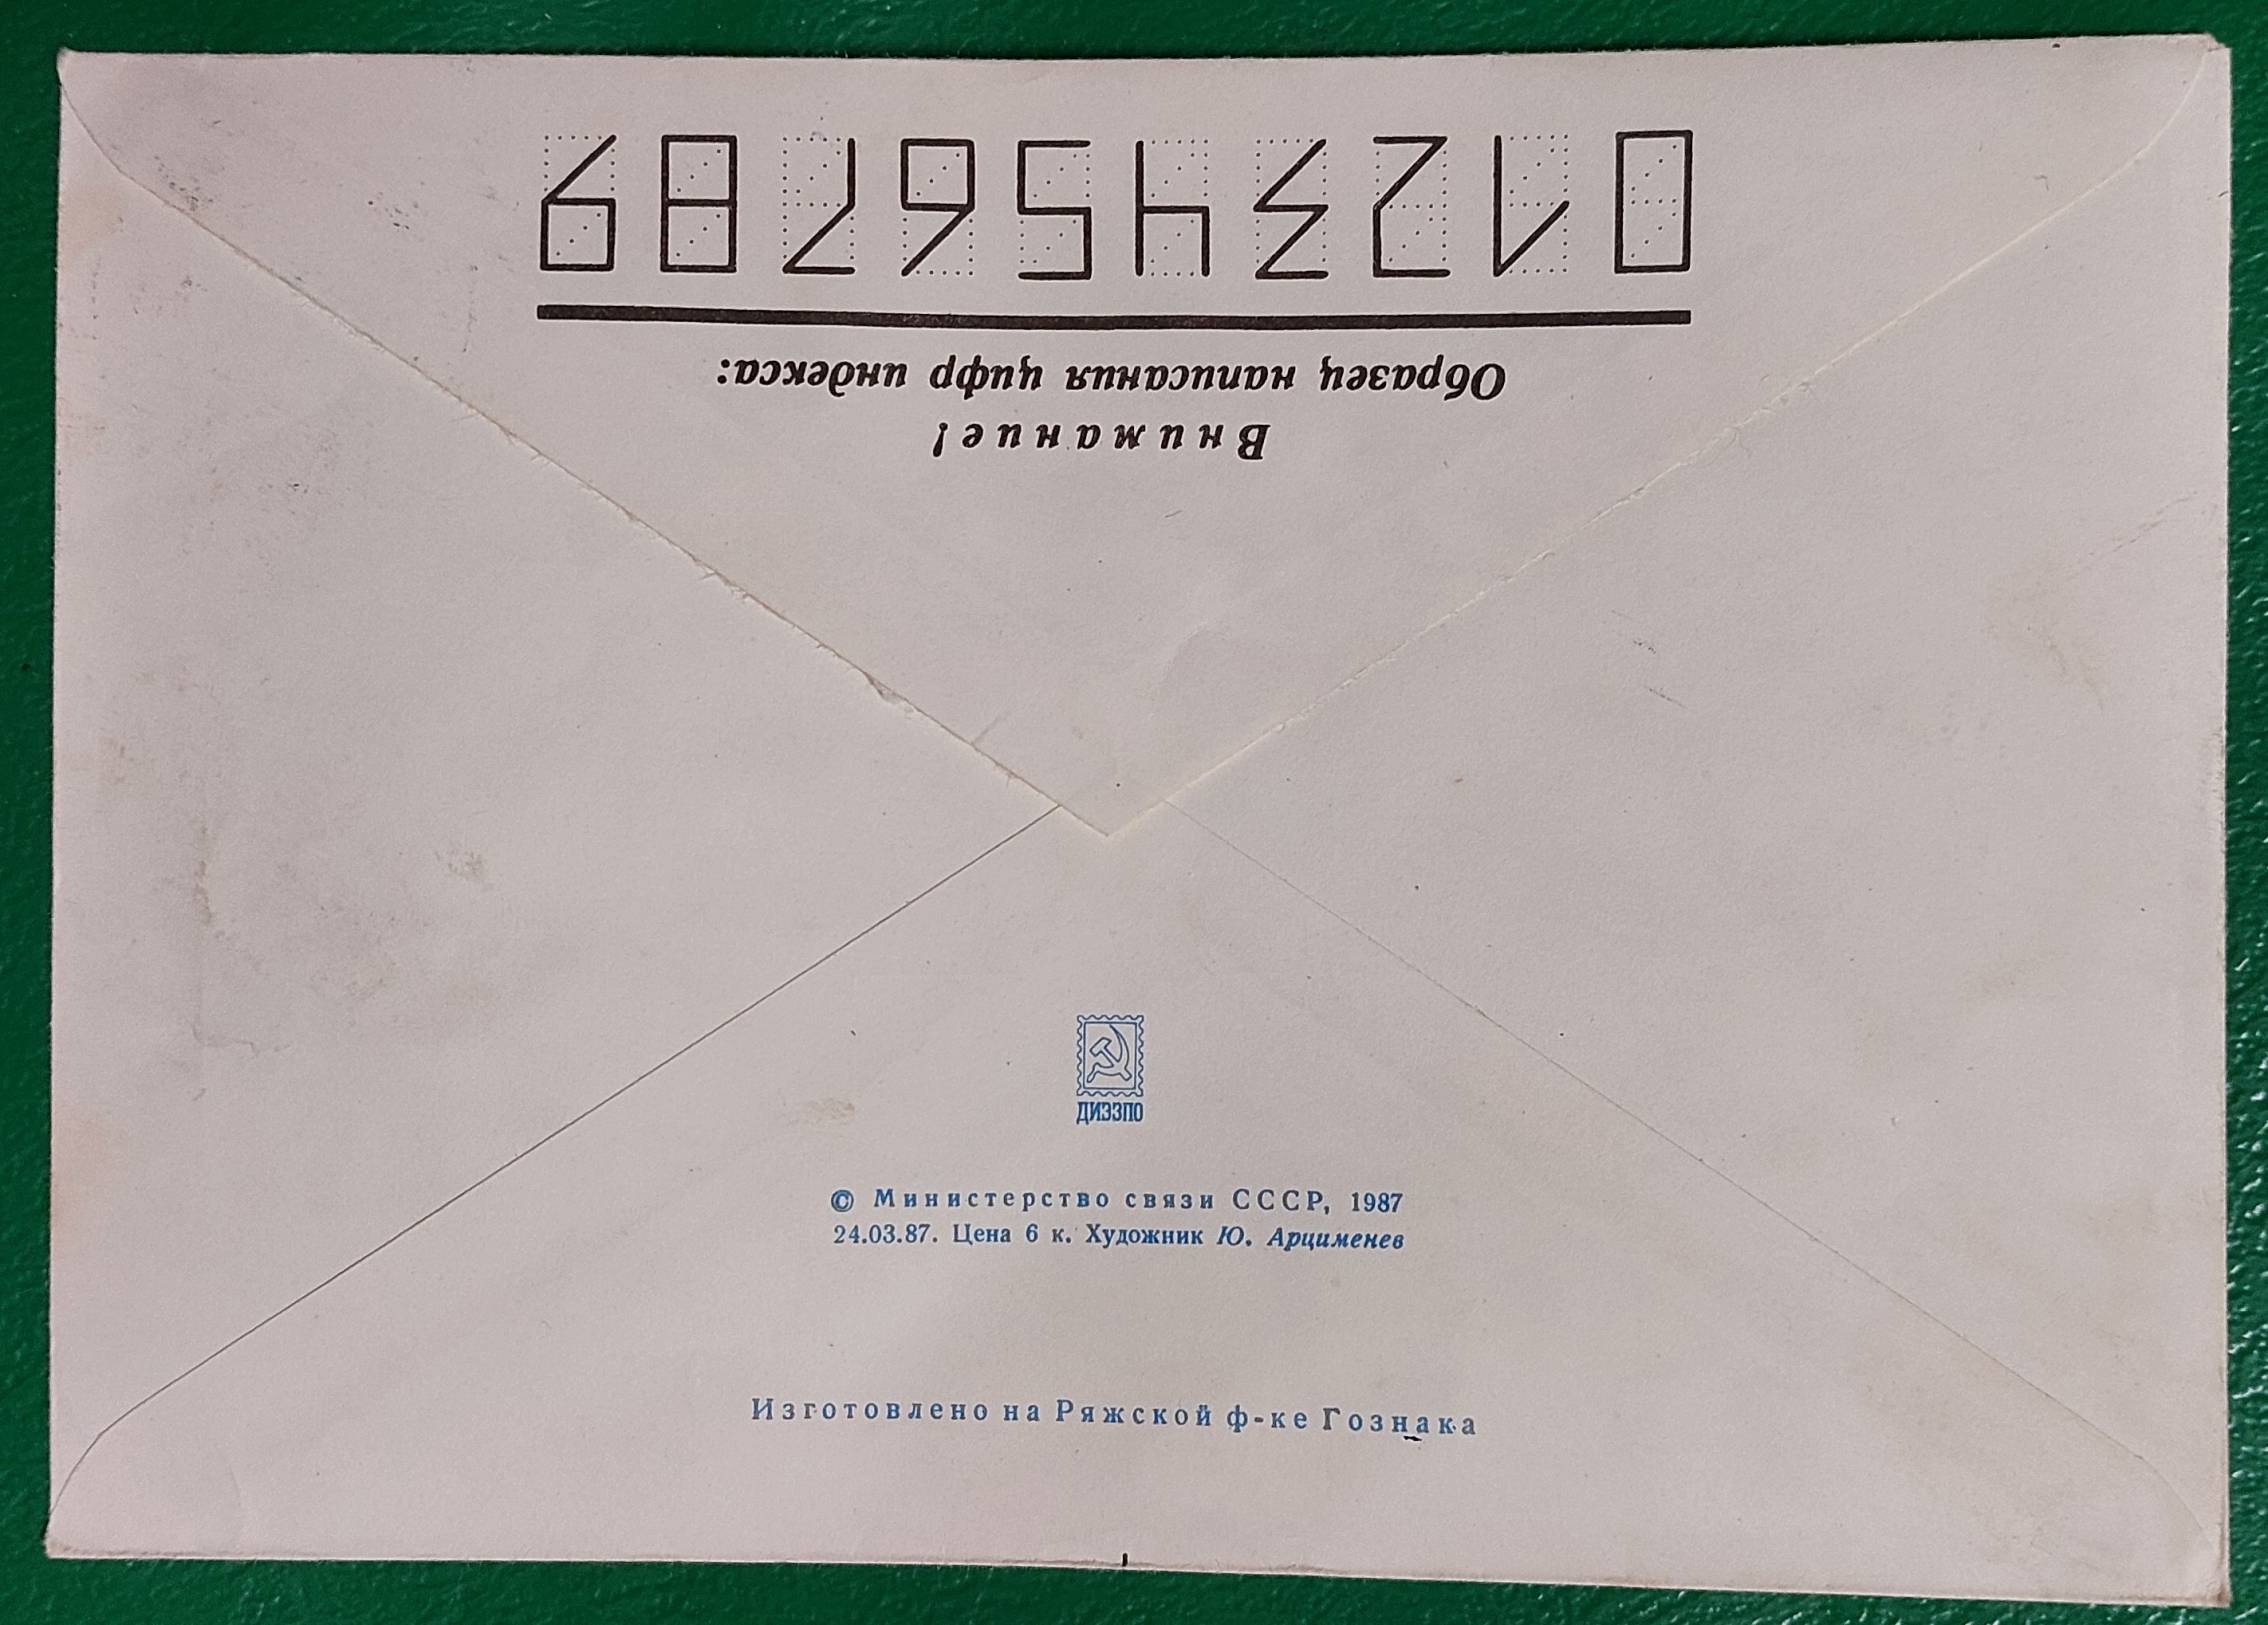 Внимание!
Образец написания цифр индекса:
0123456789
ДИЭЗПО
© Министерство связи СССР, 1987
24.03.87. Цена 6 к. Художник Ю. Арцименев
Изготовлено на Ряжской ф-ке Гознака